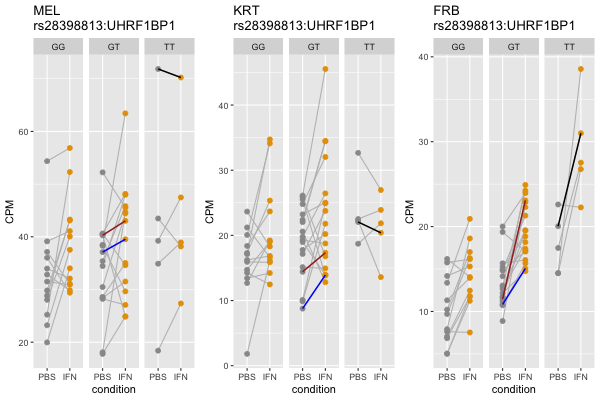 MEL
rs28398813:UHRF1BP1
GG GT TT
CPM
60
40
20
PBS IFN PBS IFN PBS IFN
condition
KRT
rs28398813:UHRF1BP1
GG GT TT
CPM
40
30
20
10
0
PBS IFN PBS IFN PBS IFN
condition
FRB
rs28398813:UHRF1BP1
GG GT TT
CPM
40
30
20
10
PBS IFN PBS IFN PBS IFN
condition